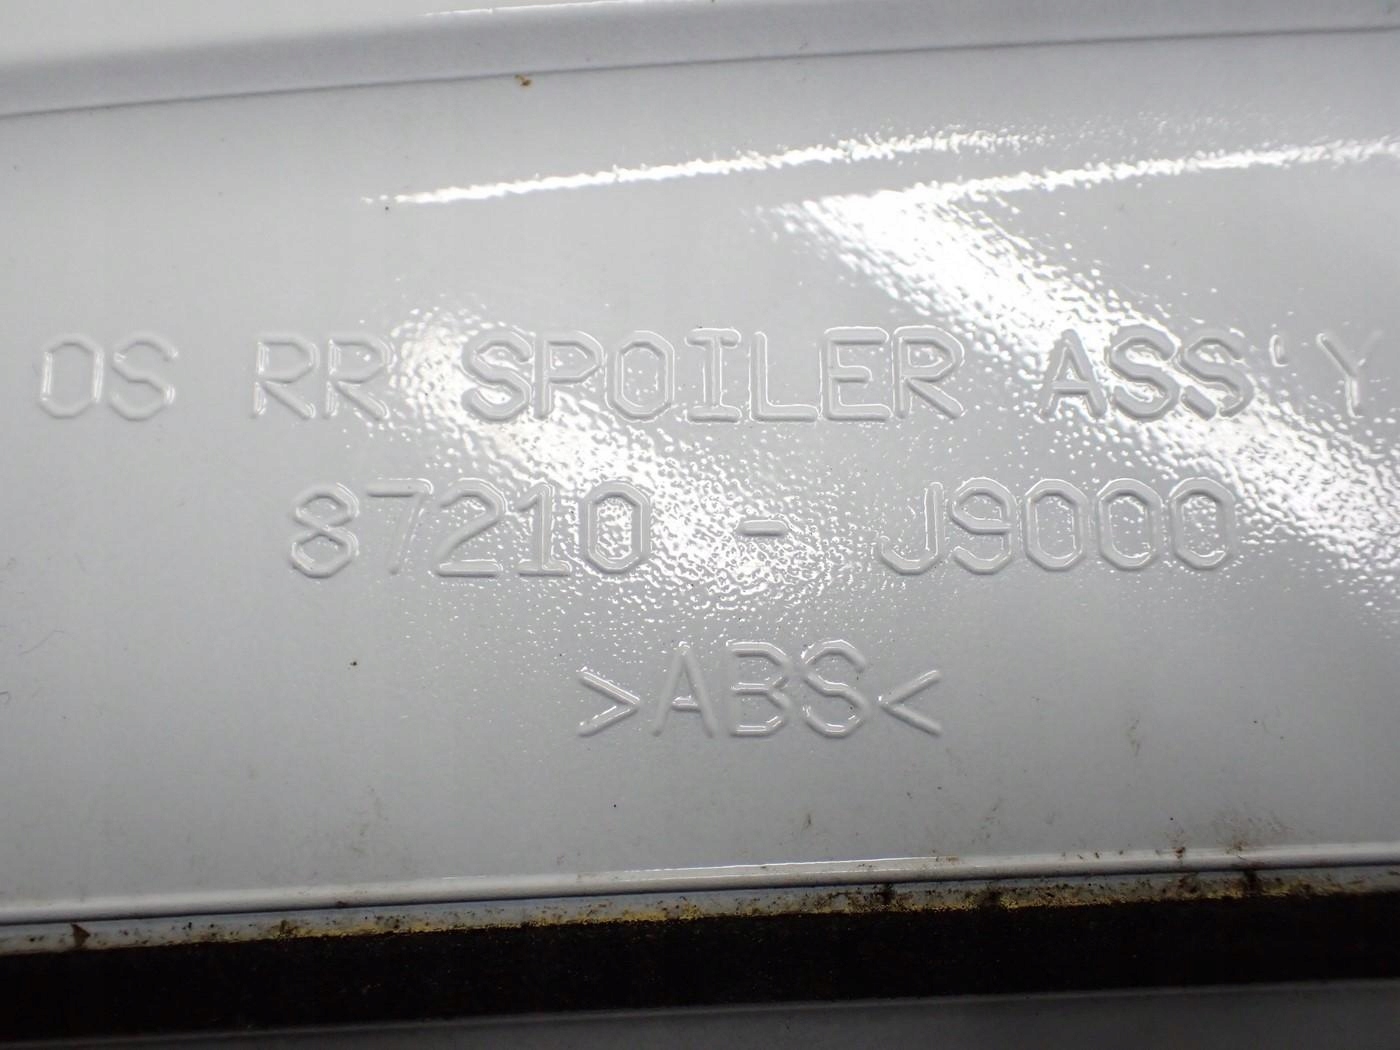 OS RR SPOILER ASS'Y
87210 - J9000
>ABS<